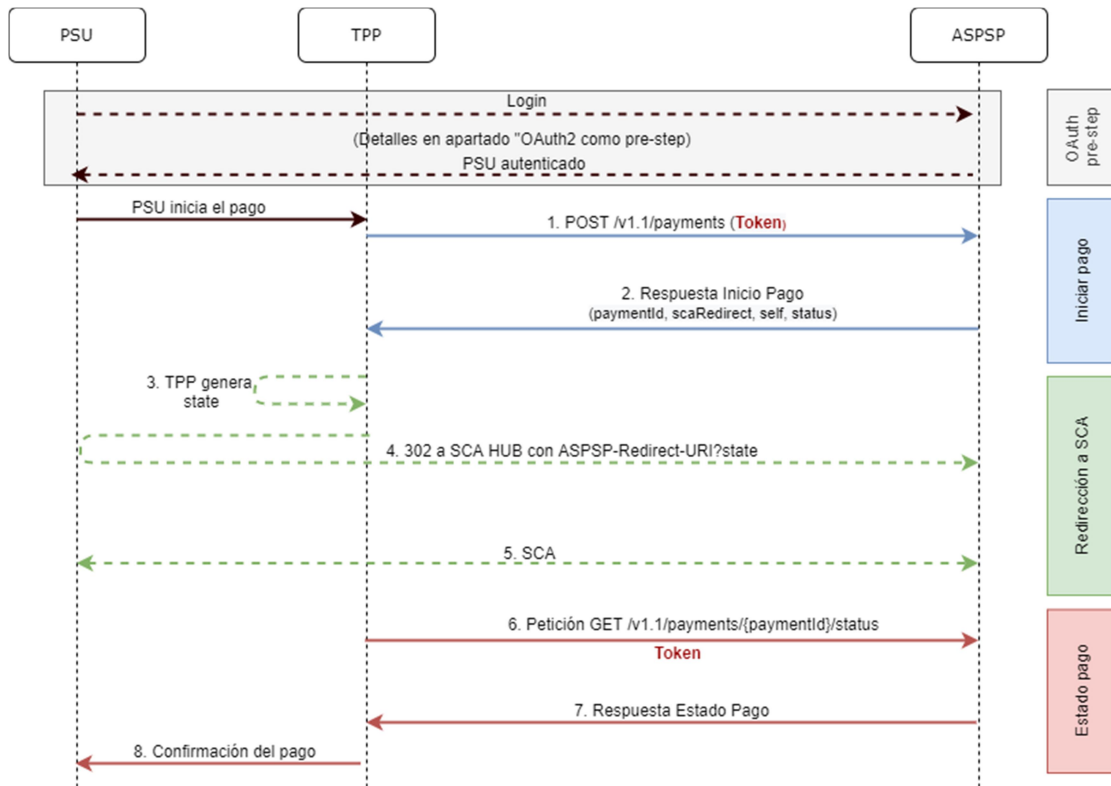 PSU
TPP
ASPSP
Login
(Detalles en apartado "OAuth2 como pre-step)
PSU autenticado
OAuth
pre-step
PSU inicia el pago
1. POST /v1.1/payments (Token)
2. Respuesta Inicio Pago
(paymentId, scaRedirect, self, status)
Iniciar pago
3. TPP genera
state
4. 302 a SCA HUB con ASPSP-Redirect-URI?state
5. SCA
Redirección a SCA
6. Petición GET /v1.1/payments/{paymentId}/status
Token
7. Respuesta Estado Pago
8. Confirmación del pago
Estado pago